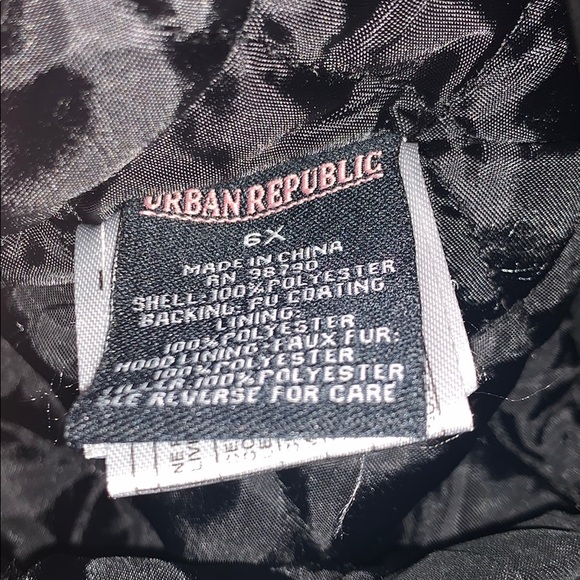 URBAN REPUBLIC
6X
MADE IN CHINA
RN 98790
SHELL: 100% POLYESTER
BACKING: PU COATING
LINING:
100% POLYESTER
HOOD LINING: FAUX FUR:
100% POLYESTER
FILLER 100% POLYESTER
SEE REVERSE FOR CARE